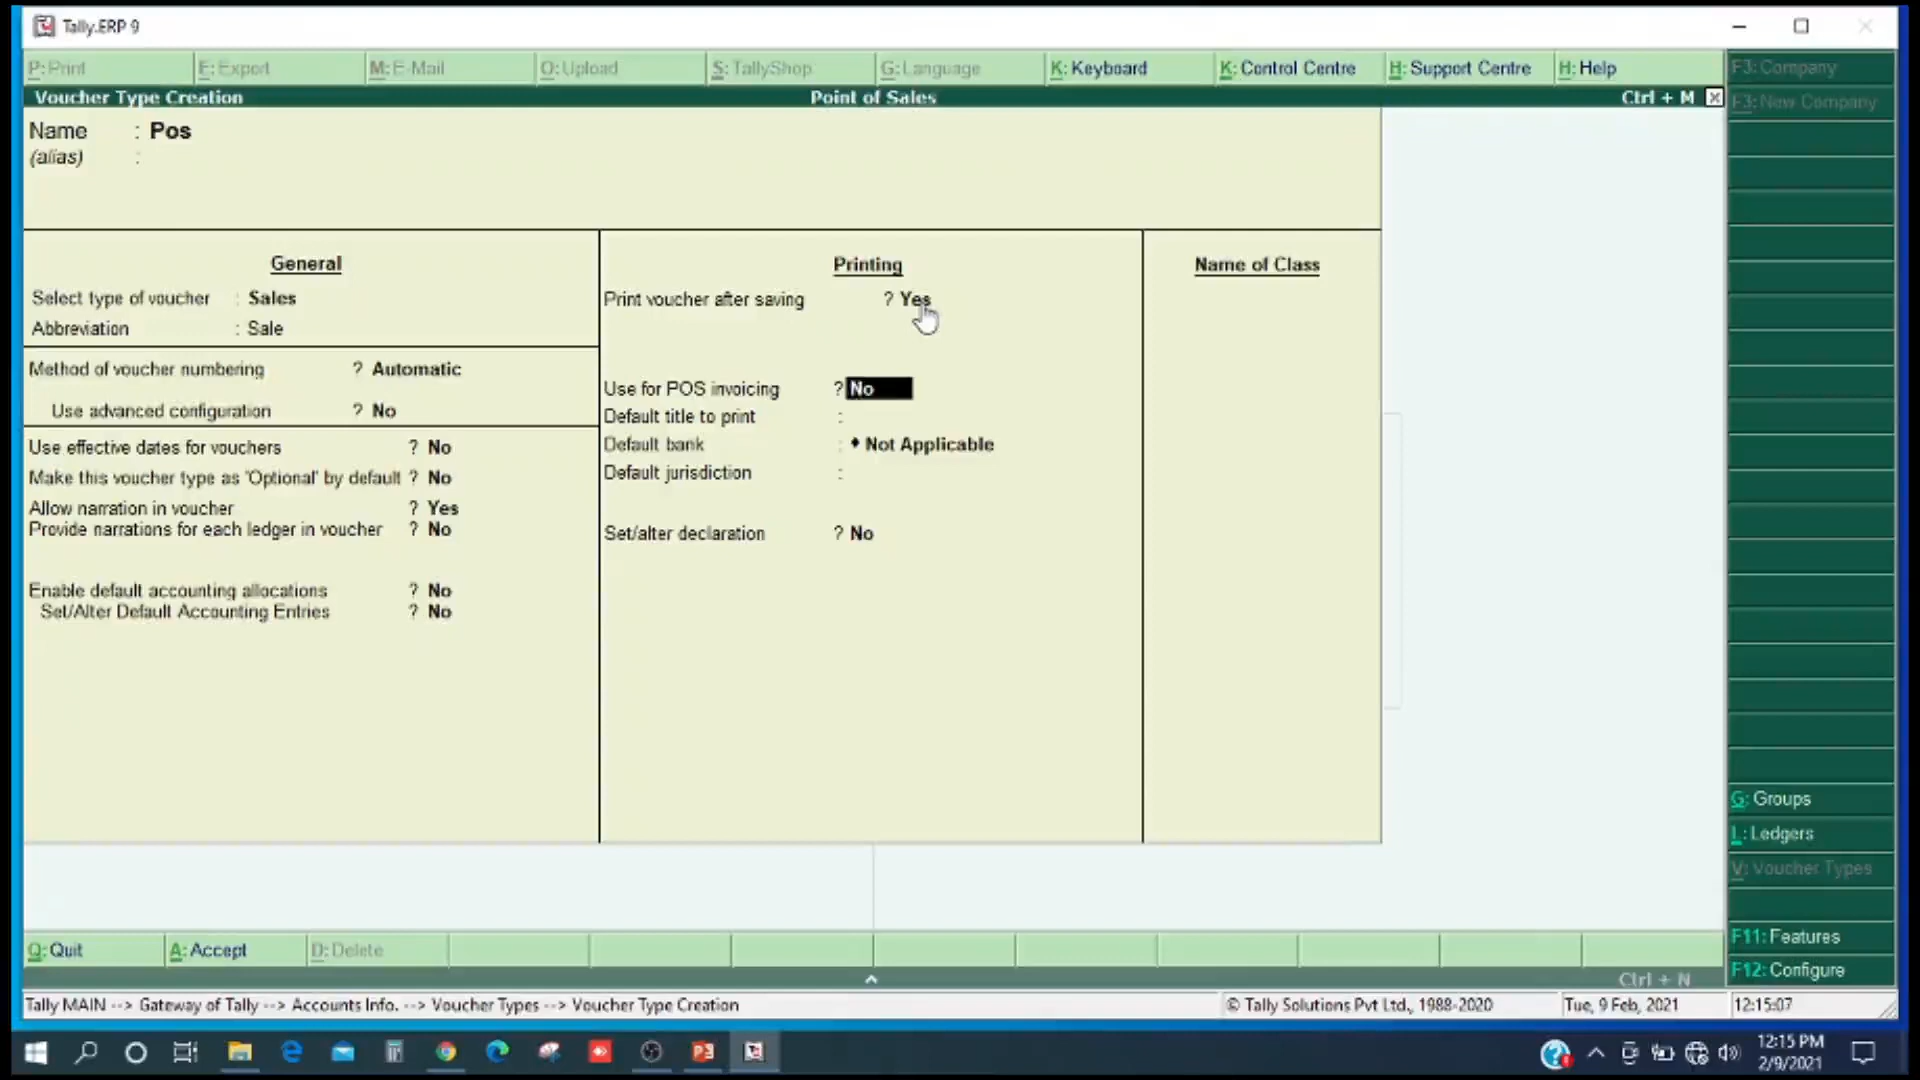 Tally.ERP 9
P: Print E: Export M: E-Mail O: Upload S: TallyShop G: Language K: Keyboard K: Control Centre H: Support Centre H: Help F3: Company
Voucher Type Creation Point of Sales Ctrl + M F3: New Company
Name : Pos
(alias) :
General
Select type of voucher : Sales
Abbreviation : Sale
Method of voucher numbering ? Automatic
Use advanced configuration ? No
Use effective dates for vouchers ? No
Make this voucher type as 'Optional' by default ? No
Allow narration in voucher ? Yes
Provide narrations for each ledger in voucher ? No
Enable default accounting allocations ? No
Set/Alter Default Accounting Entries ? No
Printing
Print voucher after saving ? Yes
Use for POS invoicing ? No
Default title to print :
Default bank : ♦ Not Applicable
Default jurisdiction :
Set/alter declaration ? No
Name of Class
G: Groups
L: Ledgers
V: Voucher Types
F11: Features
F12: Configure
Q: Quit A: Accept D: Delete
Ctrl + N
Tally MAIN --> Gateway of Tally --> Accounts Info. --> Voucher Types --> Voucher Type Creation © Tally Solutions Pvt Ltd., 1988-2020 Tue, 9 Feb, 2021 12:15:07
12:15 PM
2/9/2021